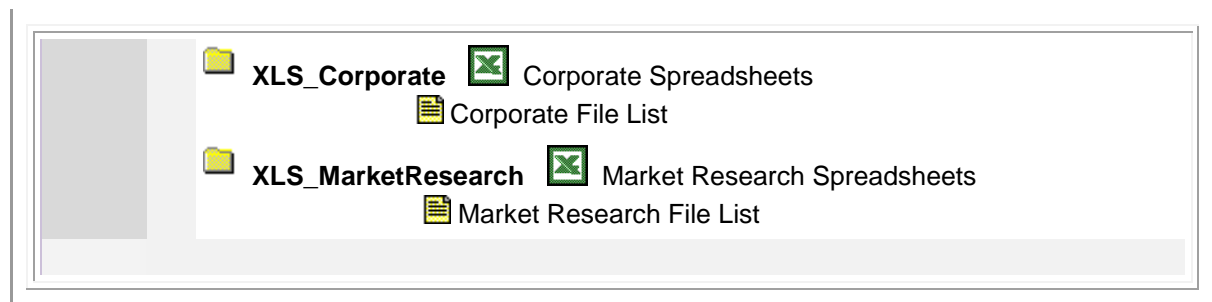 XLS_Corporate Corporate Spreadsheets
Corporate File List
XLS_MarketResearch Market Research Spreadsheets
Market Research File List